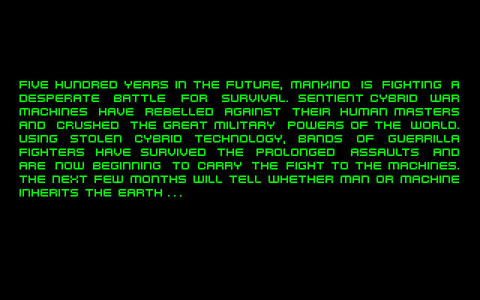 FIVE HUNDRED YEARS IN THE FUTURE, MANKIND IS FIGHTING A
DESPERATE BATTLE FOR SURVIVAL. SENTIENT CYBRID WAR
MACHINES HAVE REBELLED AGAINST THEIR HUMAN MASTERS
AND CRUSHED THE GREAT MILITARY POWERS OF THE WORLD.
USING STOLEN CYBRID TECHNOLOGY, BANDS OF GUERRILLA
FIGHTERS HAVE SURVIVED THE PROLONGED ASSAULTS AND
ARE NOW BEGINNING TO CARRY THE FIGHT TO THE MACHINES.
THE NEXT FEW MONTHS WILL TELL WHETHER MAN OR MACHINE
INHERITS THE EARTH ...